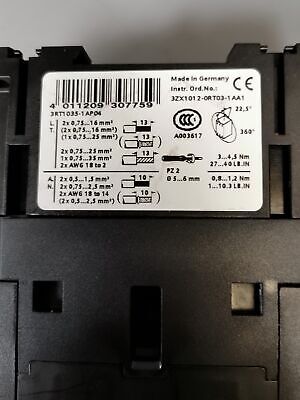 Made in Germany
Instr. Ord. No.:
3ZX1012-0RT03-1AA1
4 011209 307759
3RT1035-1AP04
L. 2x 0,75...16 mm² 13
T. (2x 0,75...16 mm²)
1x 0,75...25 mm² 13
2x 0,75...25 mm² 13
1x 0,75...35 mm²
2x AWG 18 to 2
A. 2x 0,5...1,5 mm² 10
N. (2x 0,5...2,5 mm²)
2x AWG 18 to 14 10
(2x 0,5...2,5 mm²)
CCC
A003617
CE
22,5°
360°
PZ 2
Ø 5...6 mm
3...4,5 Nm
27...40 LB.IN
0,8...1,2 Nm
7...10.3 LB.IN